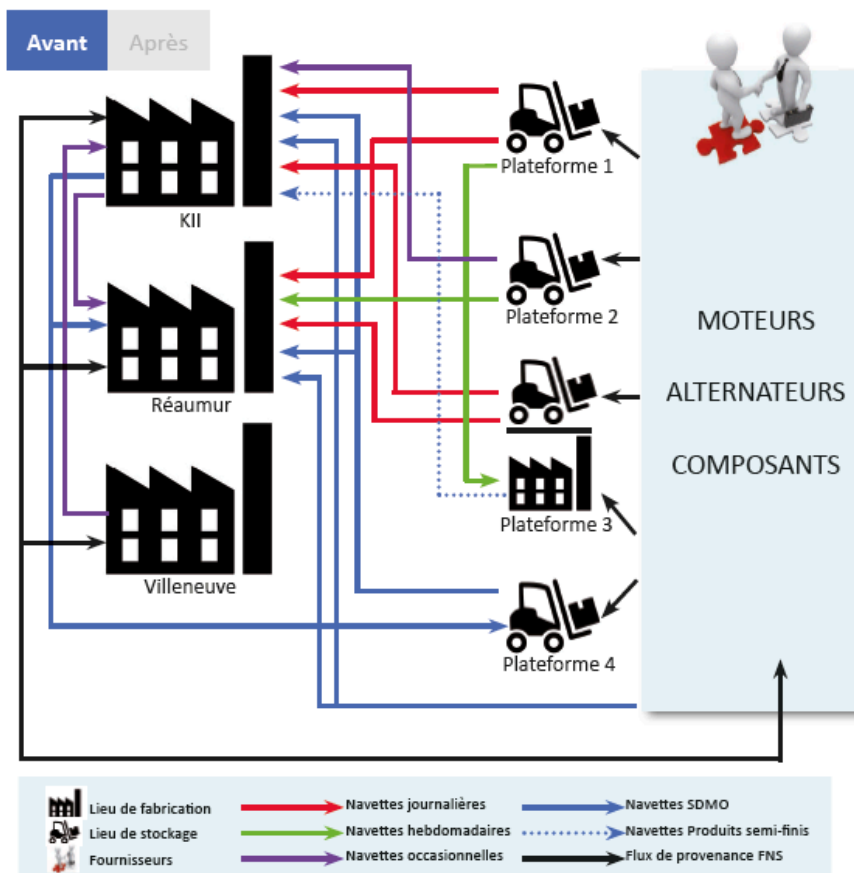 Avant
Après
KII
Réaumur
Villeneuve
Plateforme 1
Plateforme 2
Plateforme 3
Plateforme 4
MOTEURS
ALTERNATEURS
COMPOSANTS
Lieu de fabrication
Navettes journalières
Navettes SDMO
Lieu de stockage
Navettes hebdomadaires
Navettes Produits semi-finis
Fournisseurs
Navettes occasionnelles
Flux de provenance FNS